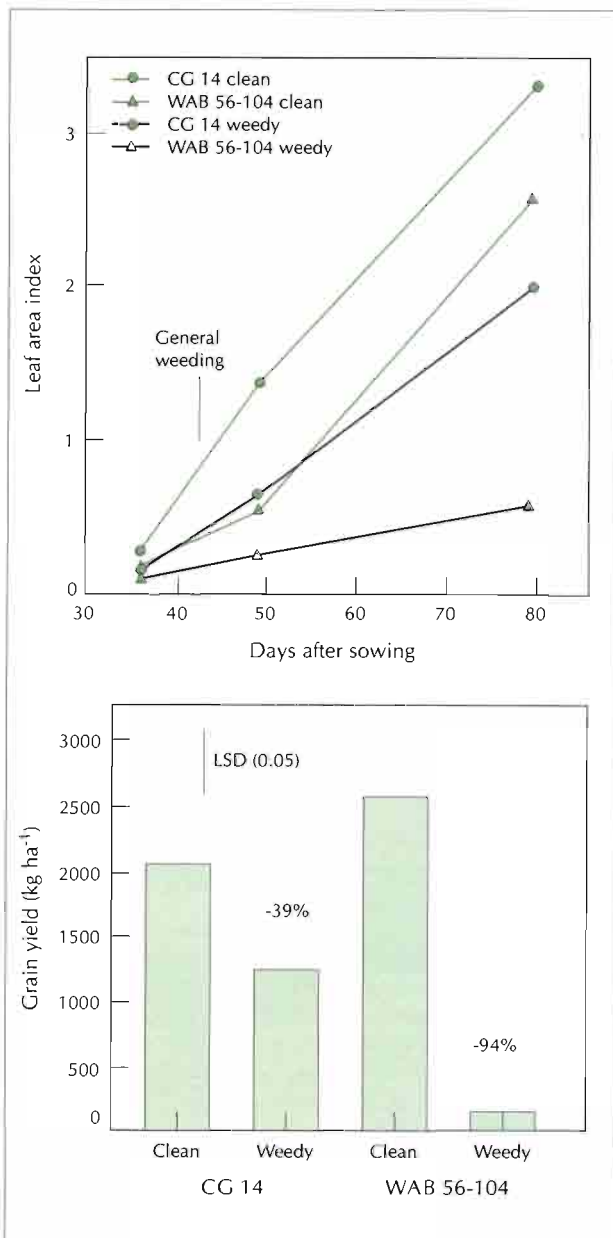 CG 14 clean
WAB 56-104 clean
CG 14 weedy
WAB 56-104 weedy
3
2
1
0
Leaf area index
General
weeding
30 40 50 60 70 80
Days after sowing
3000
2500
2000
1500
1000
500
0
Grain yield (kg ha⁻¹)
LSD (0.05)
-39%
-94%
Clean Weedy Clean Weedy
CG 14 WAB 56-104